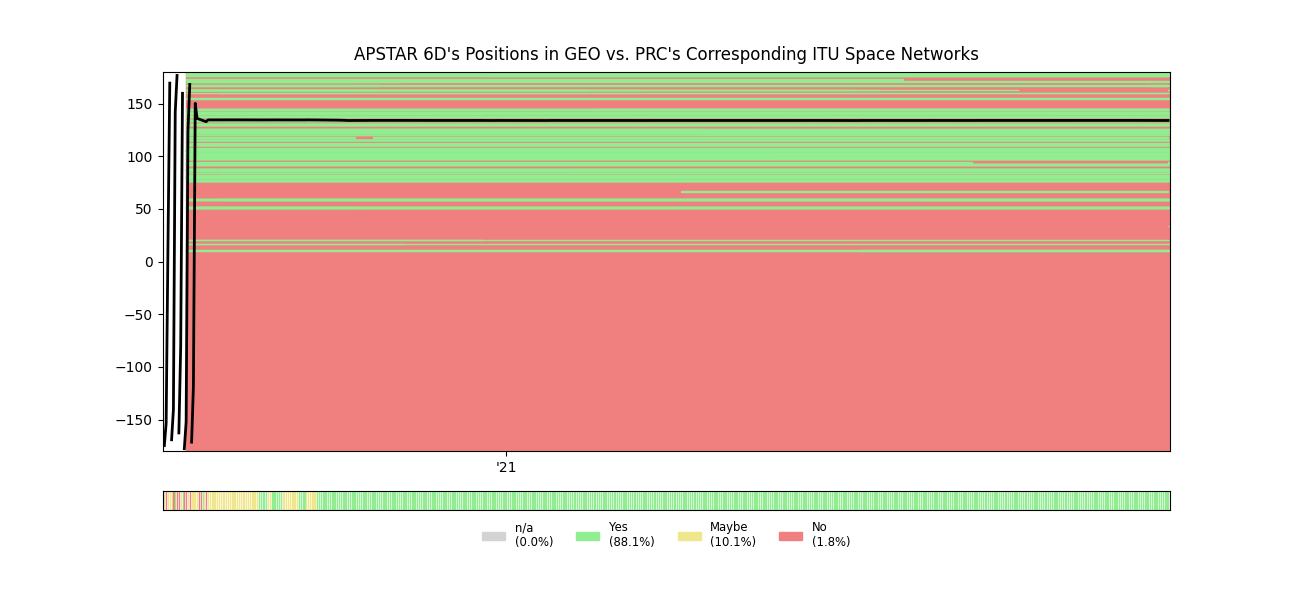 APSTAR 6D's Positions in GEO vs. PRC's Corresponding ITU Space Networks
150
100
50
0
−50
−100
−150
'21
n/a
(0.0%)
Yes
(88.1%)
Maybe
(10.1%)
No
(1.8%)